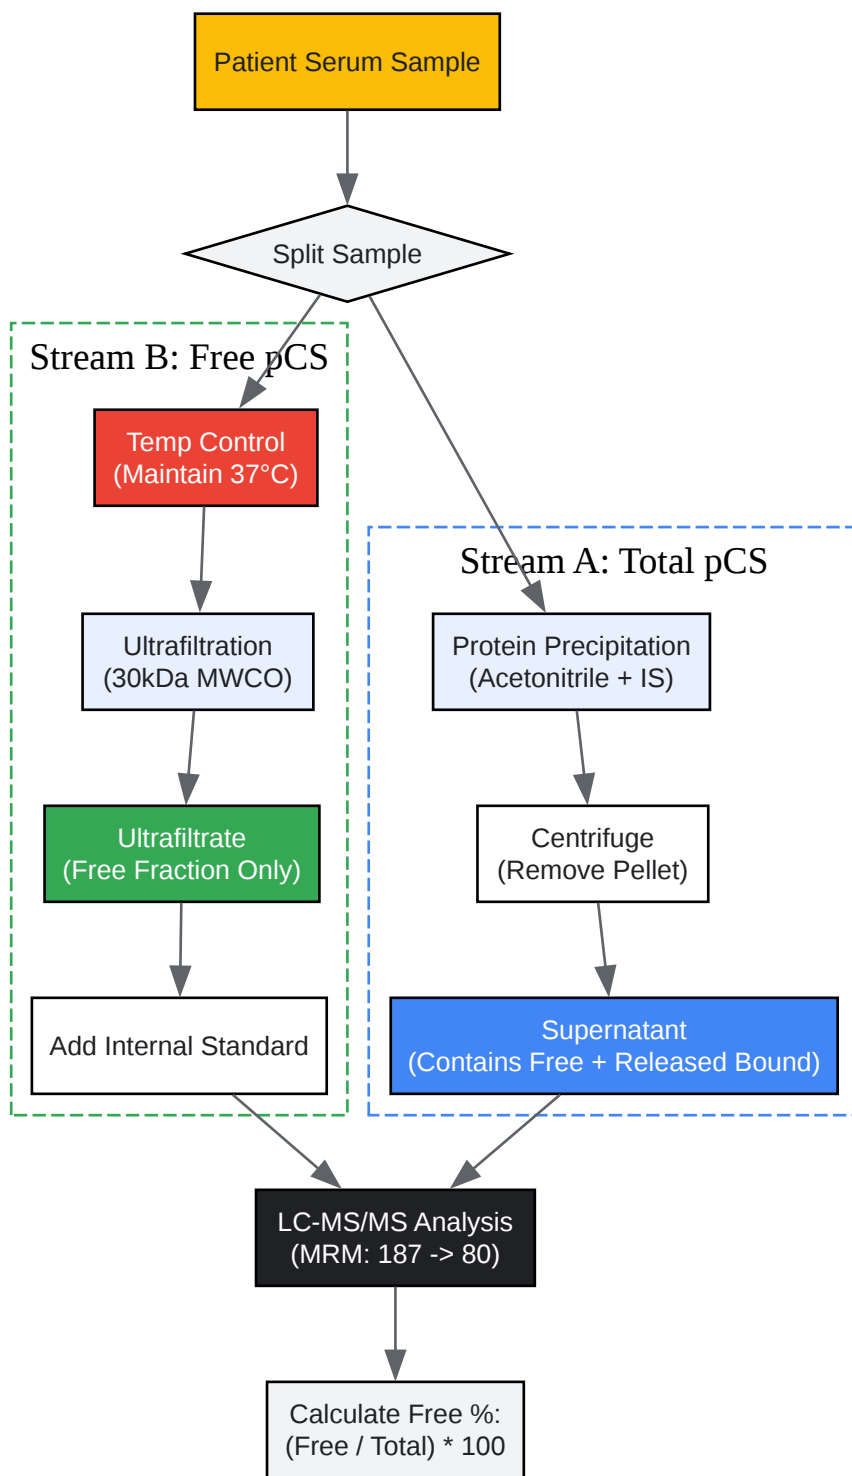 Patient Serum Sample
Split Sample
Stream B: Free pCS
Temp Control
(Maintain 37°C)
Ultrafiltration
(30kDa MWCO)
Ultrafiltrate
(Free Fraction Only)
Add Internal Standard
Stream A: Total pCS
Protein Precipitation
(Acetonitrile + IS)
Centrifuge
(Remove Pellet)
Supernatant
(Contains Free + Released Bound)
LC-MS/MS Analysis
(MRM: 187 -> 80)
Calculate Free %:
(Free / Total) * 100